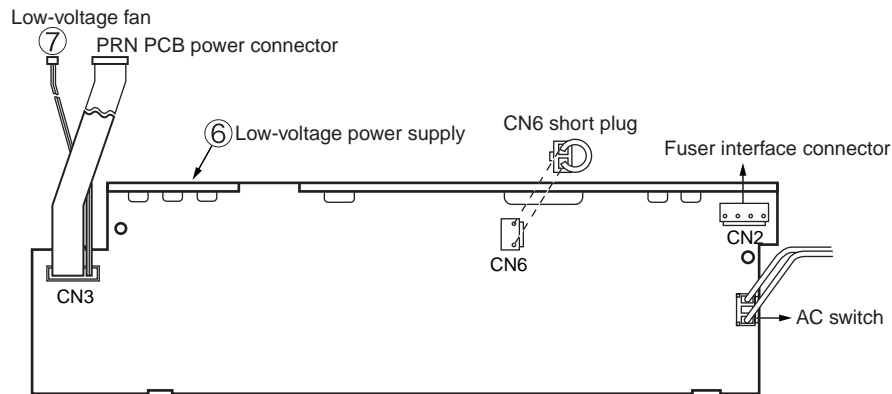 Low-voltage fan
⑦ PRN PCB power connector
⑥ Low-voltage power supply
CN6 short plug
Fuser interface connector
CN2
CN6
CN3
AC switch